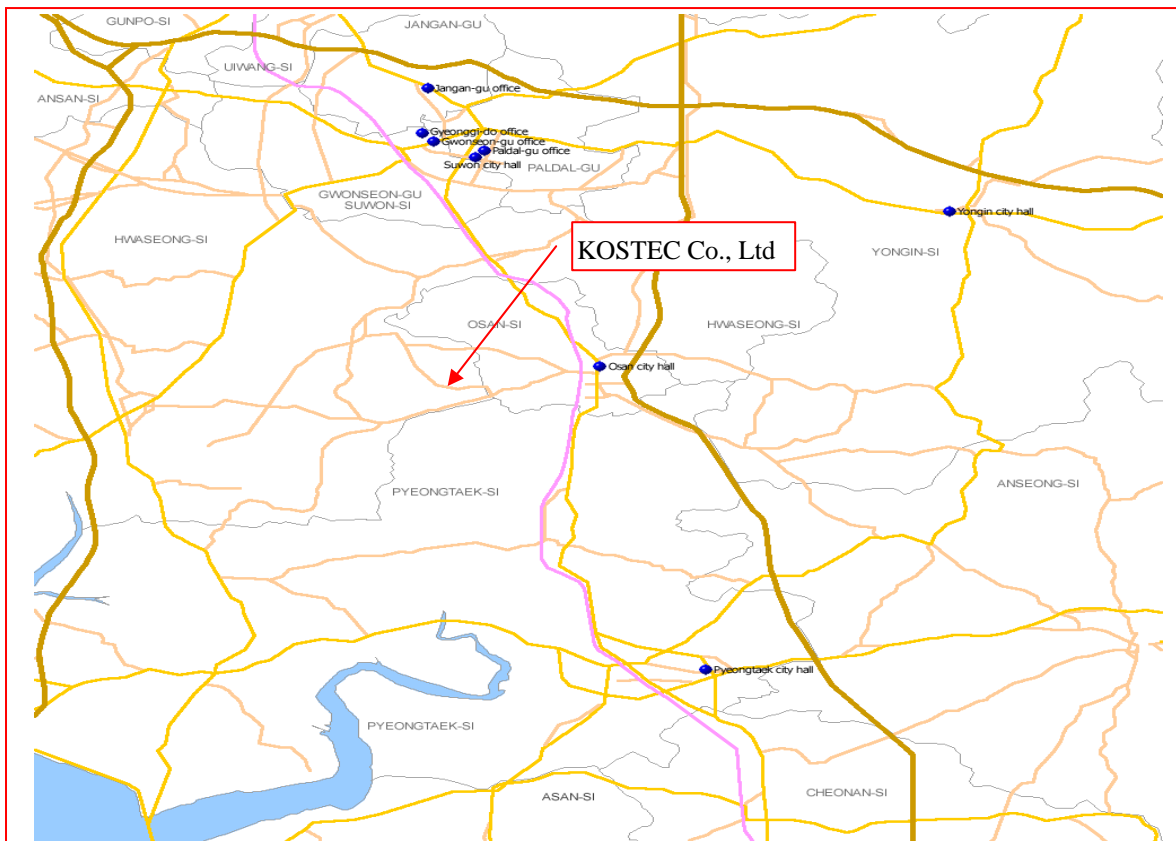 GUNPO-SI
JANGAN-GU
UIWANG-SI
ANSAN-SI
Jangan-gu office
Gyeonggi-do office
Gwonseon-gu office
Paldal-gu office
Suwon city hall
PALDAL-GU
GWONSEON-GU
SUWON-SI
Yongin city hall
HWASEONG-SI
KOSTEC Co., Ltd
YONGIN-SI
OSAN-SI
HWASEONG-SI
Osan city hall
PYEONGTAEK-SI
ANSEONG-SI
Pyeongtaek city hall
PYEONGTAEK-SI
ASAN-SI
CHEONAN-SI